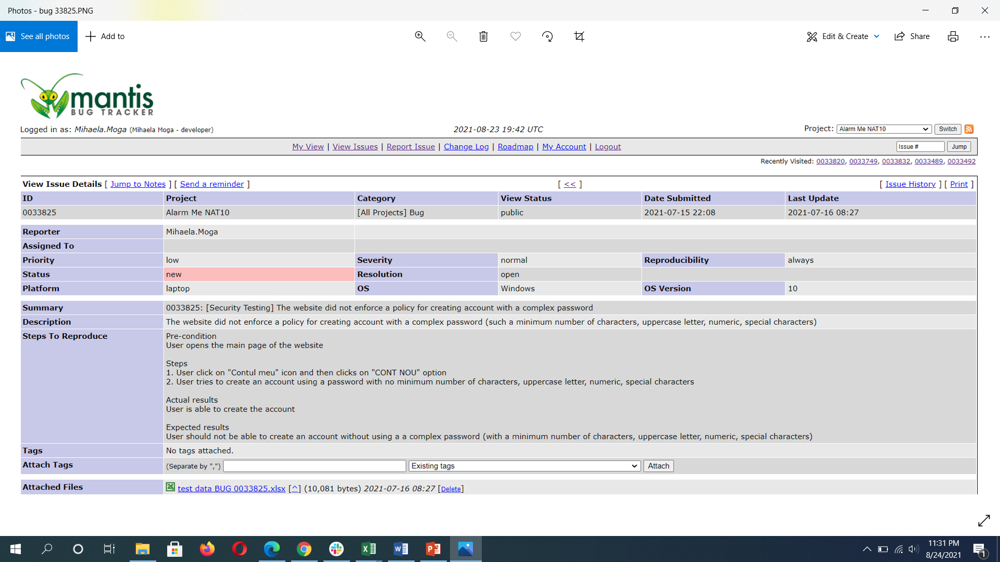 Photos - bug 33825.PNG
See all photos
Add to
Edit & Create
Share
mantis
BUG TRACKER
Logged in as: Mihaela.Moga (Mihaela Moga - developer)
2021-08-23 19:42 UTC
Project: Alarm Me NAT10 Switch
My View | View Issues | Report Issue | Change Log | Roadmap | My Account | Logout
Issue # Jump
Recently Visited: 0033820, 0033749, 0033832, 0033489, 0033492
View Issue Details [ Jump to Notes ] [ Send a reminder ] [ << ] [ Issue History ] [ Print ]
ID Project Category View Status Date Submitted Last Update
0033825 Alarm Me NAT10 [All Projects] Bug public 2021-07-15 22:08 2021-07-16 08:27
Reporter Mihaela.Moga
Assigned To
Priority low Severity normal Reproducibility always
Status new Resolution open
Platform laptop OS Windows OS Version 10
Summary 0033825: [Security Testing] The website did not enforce a policy for creating account with a complex password
Description The website did not enforce a policy for creating account with a complex password (such a minimum number of characters, uppercase letter, numeric, special characters)
Steps To Reproduce Pre-condition
User opens the main page of the website
Steps
1. User click on "Contul meu" icon and then clicks on "CONT NOU" option
2. User tries to create an account using a password with no minimum number of characters, uppercase letter, numeric, special characters
Actual results
User is able to create the account
Expected results
User should not be able to create an account without using a a complex password (with a minimum number of characters, uppercase letter, numeric, special characters)
Tags No tags attached.
Attach Tags (Separate by ",") Existing tags Attach
Attached Files test data BUG 0033825.xlsx [^] (10,081 bytes) 2021-07-16 08:27 [Delete]
11:31 PM
8/24/2021
1